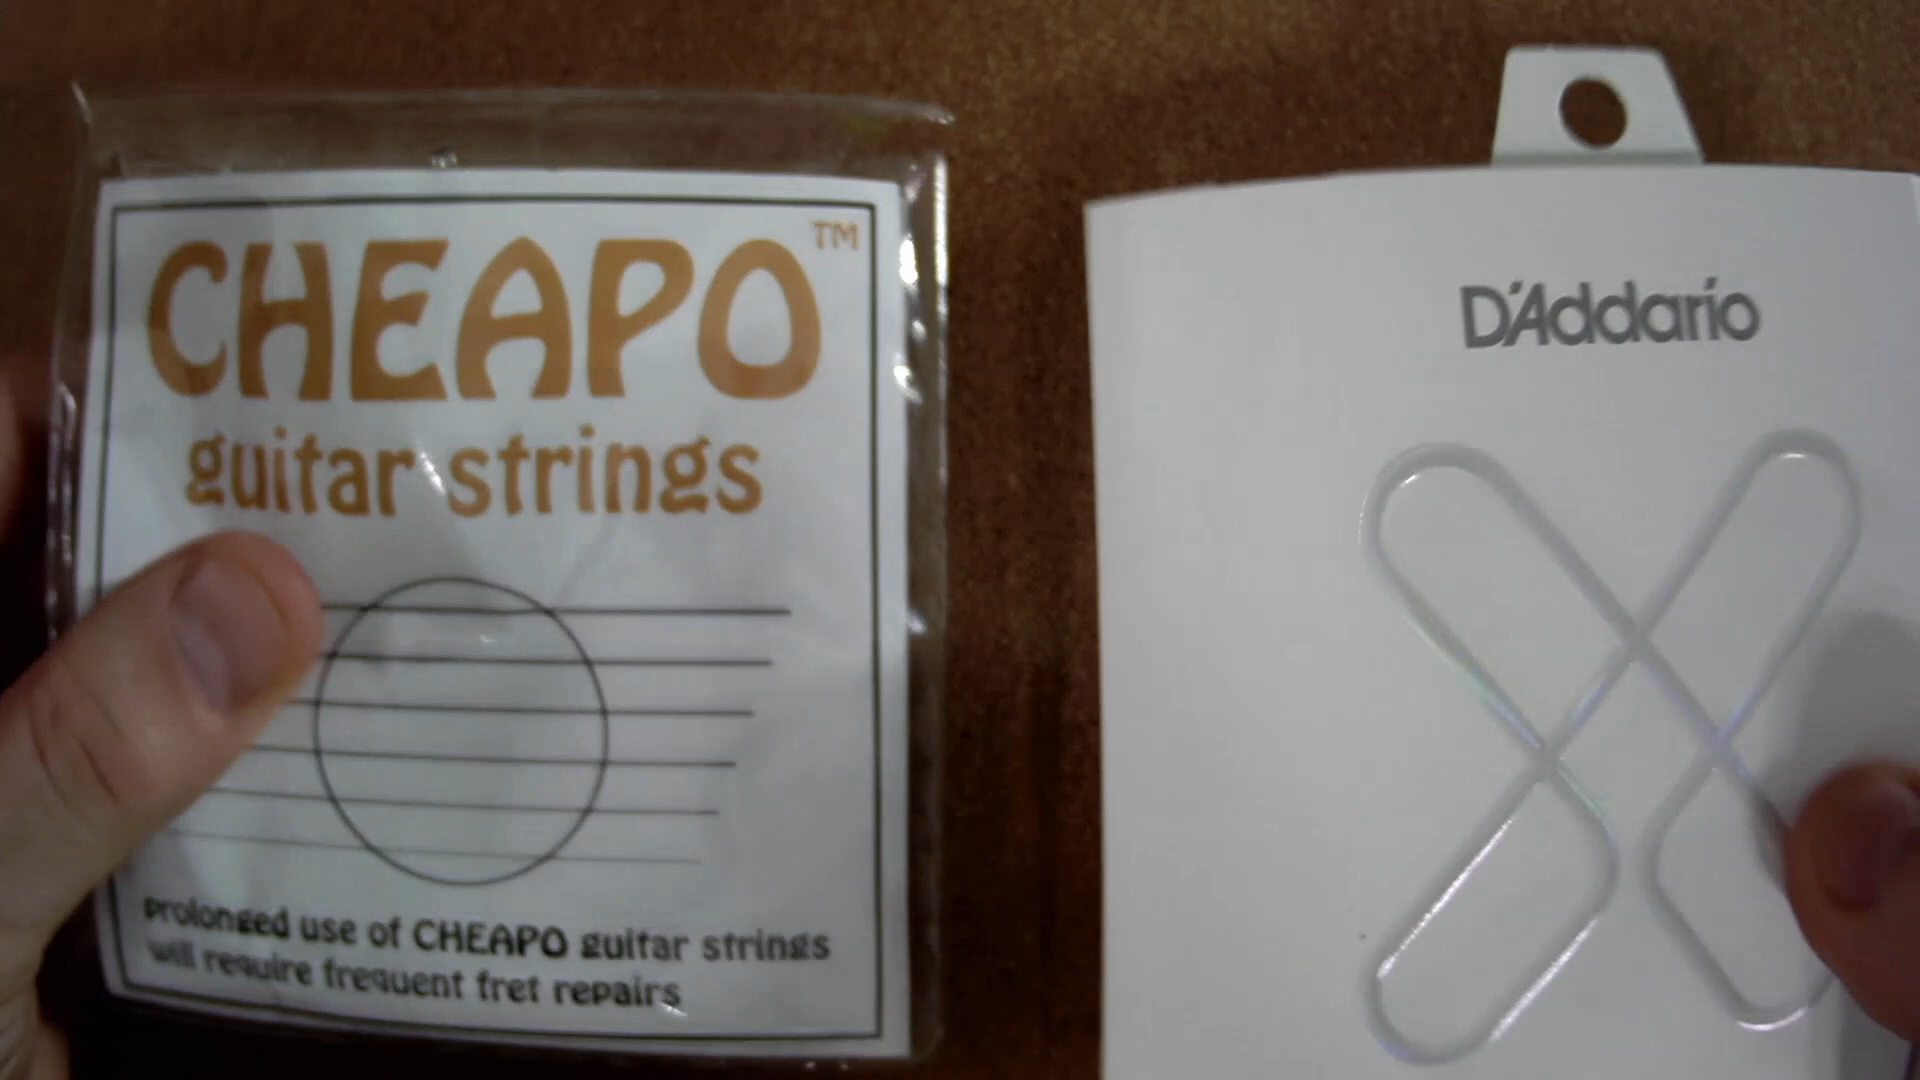 CHEAPO™
guitar strings
prolonged use of CHEAPO guitar strings
will require frequent fret repairs
D'Addario